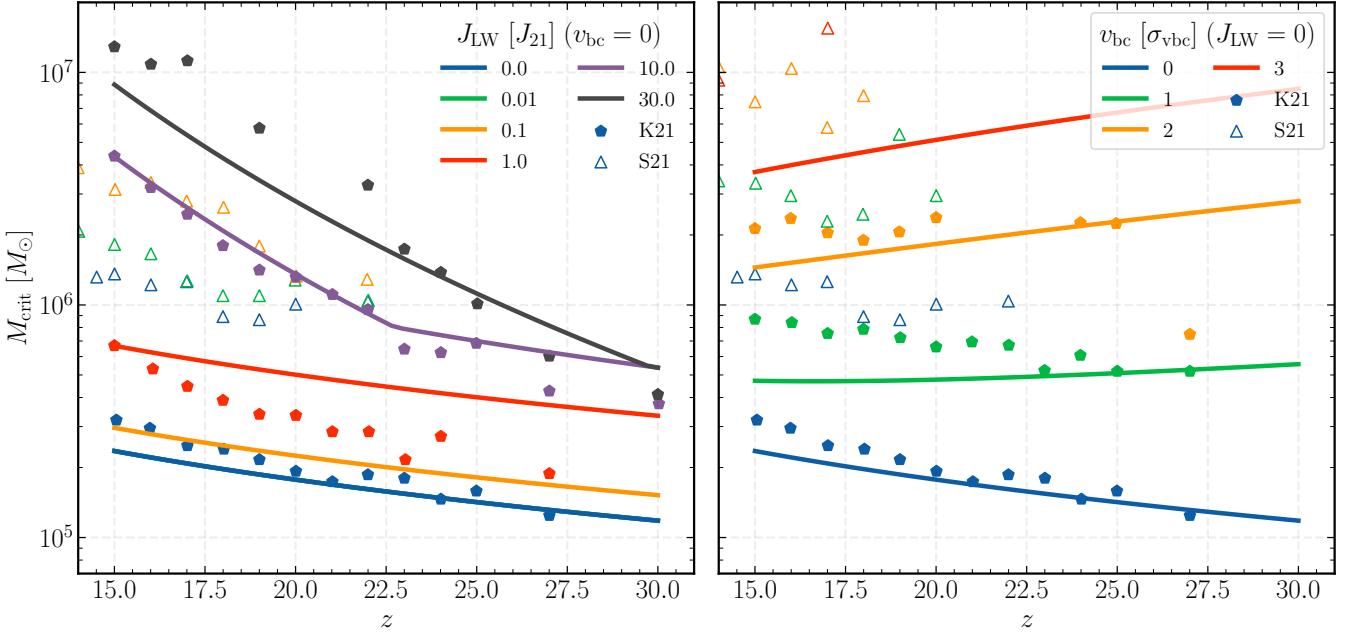 J_LW [J_21] (v_bc = 0)
0.0 10.0
0.01 30.0
0.1 K21
1.0 S21
v_bc [σ_vbc] (J_LW = 0)
0 3
1 K21
2 S21
10^7
10^6
10^5
M_crit [M_⊙]
15.0 17.5 20.0 22.5 25.0 27.5 30.0
z
15.0 17.5 20.0 22.5 25.0 27.5 30.0
z